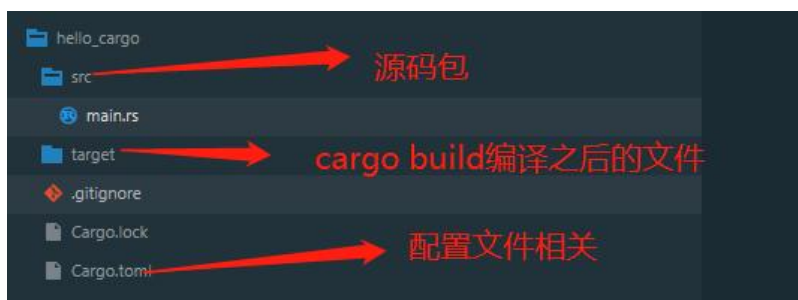 hello_cargo
src
源码包
main.rs
target
cargo build编译之后的文件
.gitignore
Cargo.lock
配置文件相关
Cargo.toml